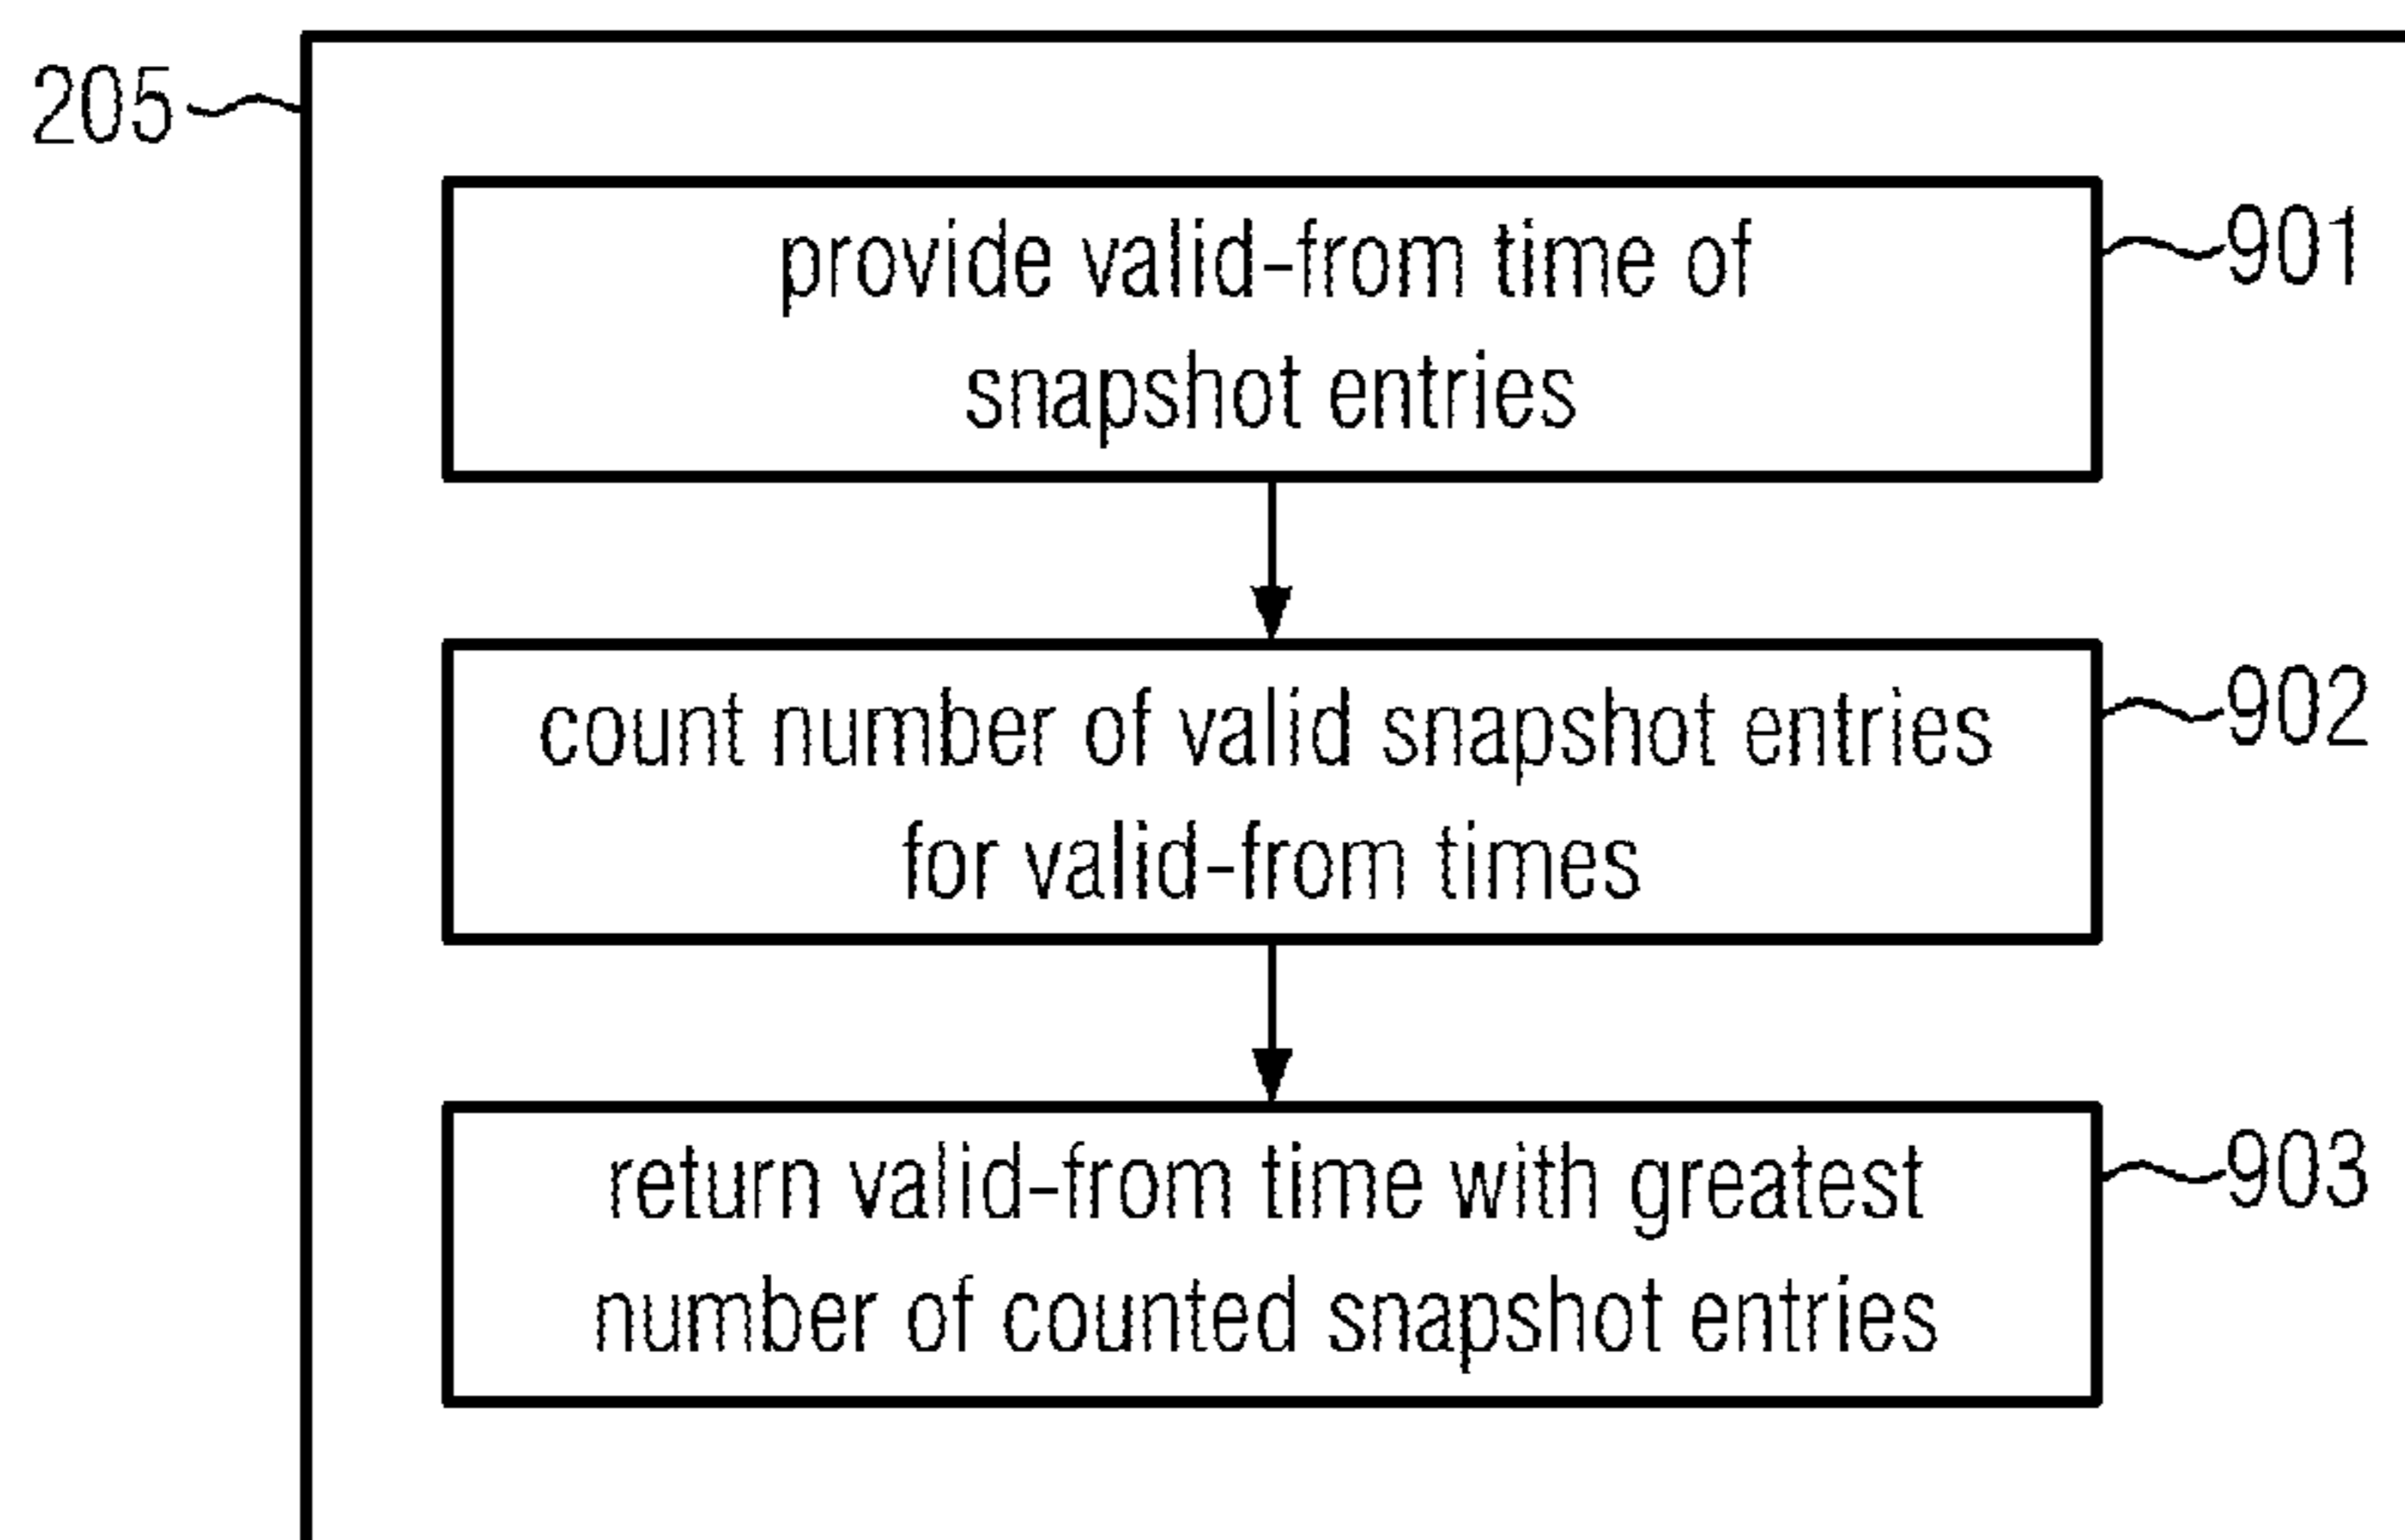 205
provide valid-from time of
snapshot entries
901
count number of valid snapshot entries
for valid-from times
902
return valid-from time with greatest
number of counted snapshot entries
903